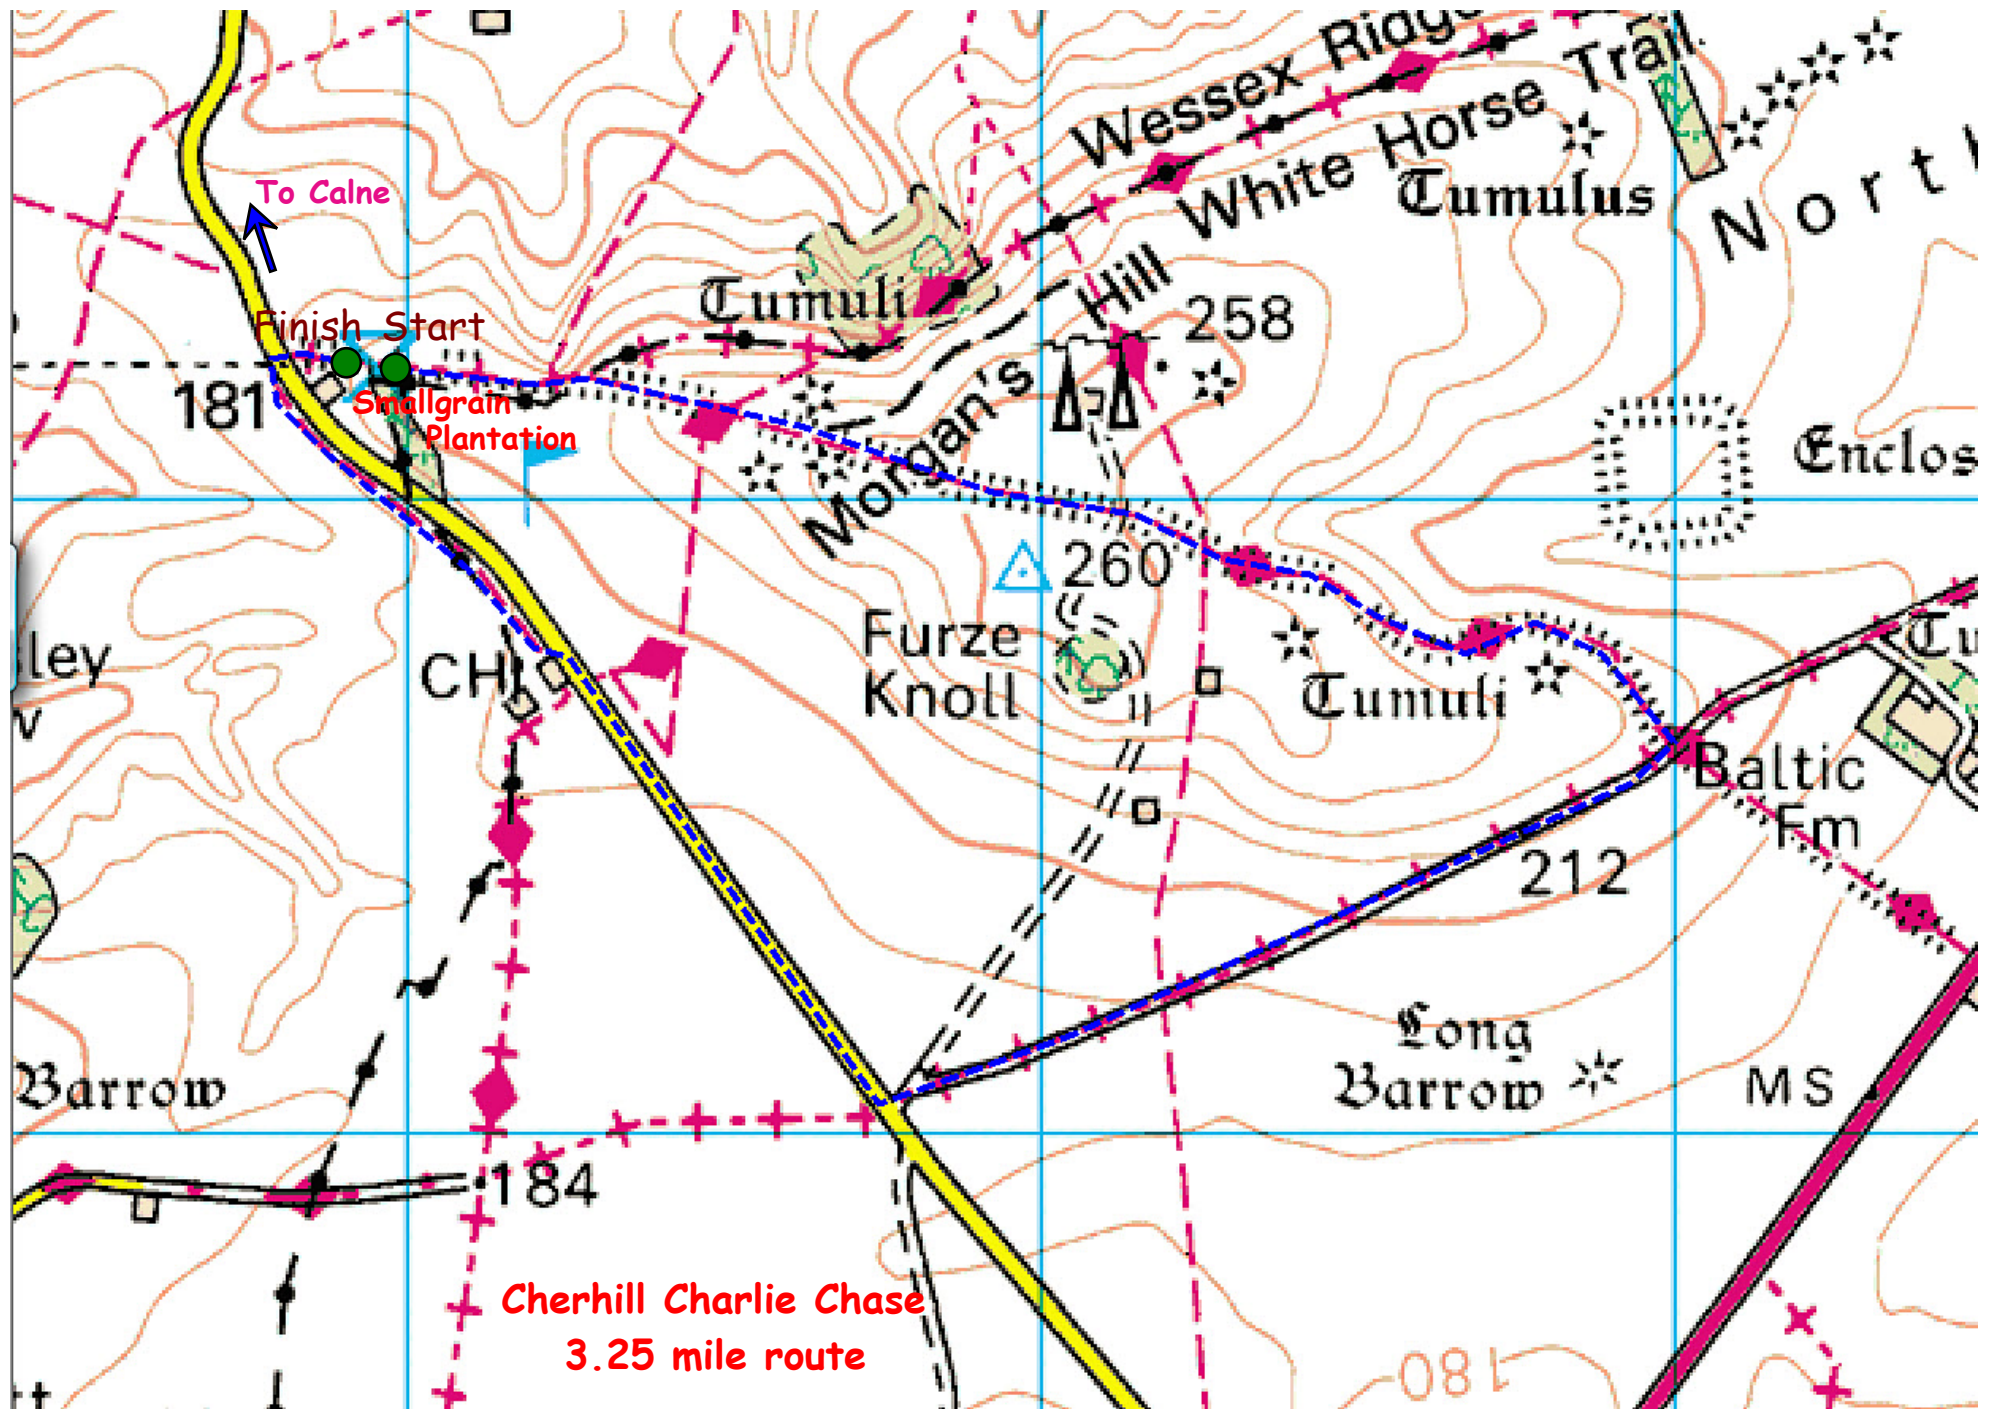 Wessex Ridge
White Horse Trail
Tumulus
North
To Calne
Hill
Tumuli
258
Finish Start
181
Smallgrain
Plantation
Morgan's
Enclos
260
Furze
Knoll
Tu
ley
w
CH
Tumuli
Baltic
Fm
212
Long
Barrow
MS
Barrow
184
Cherhill Charlie Chase
3.25 mile route
180